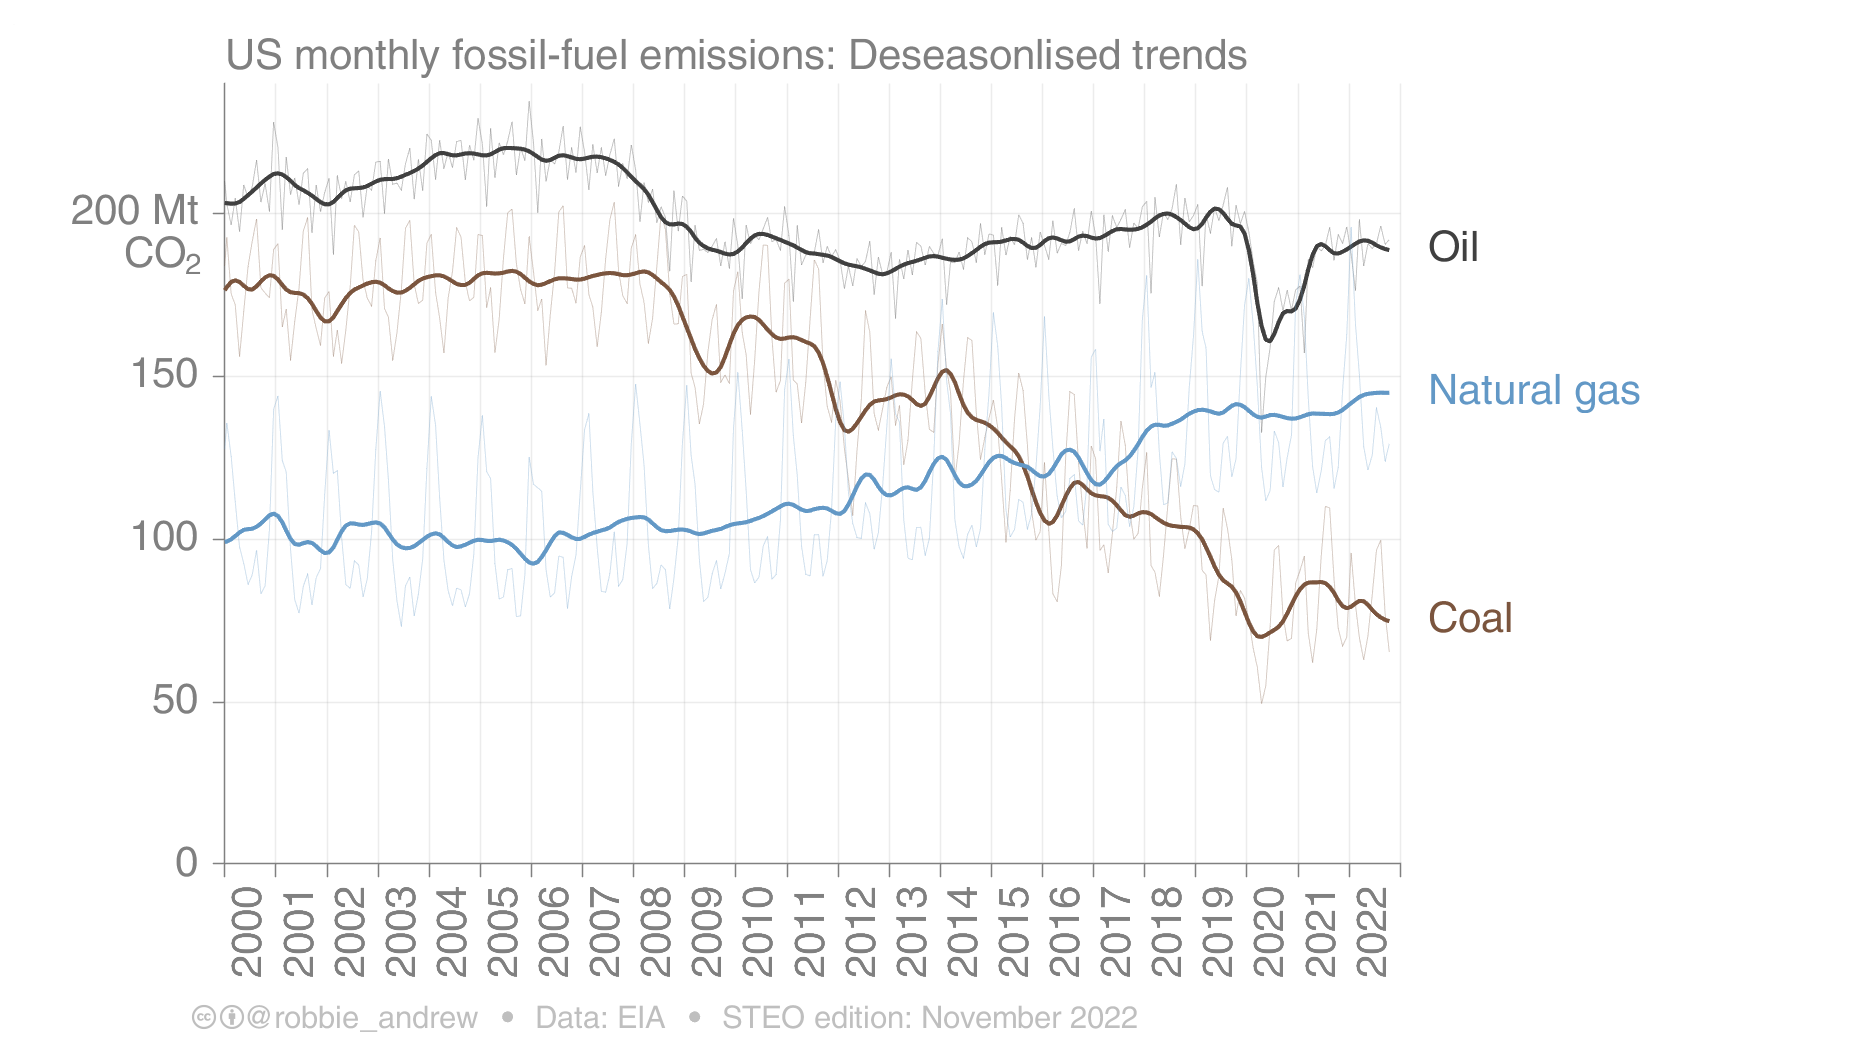 US monthly fossil-fuel emissions: Deseasonlised trends
200 Mt
CO₂
150
100
50
0
Oil
Natural gas
Coal
2000 2001 2002 2003 2004 2005 2006 2007 2008 2009 2010 2011 2012 2013 2014 2015 2016 2017 2018 2019 2020 2021 2022
@robbie_andrew • Data: EIA • STEO edition: November 2022